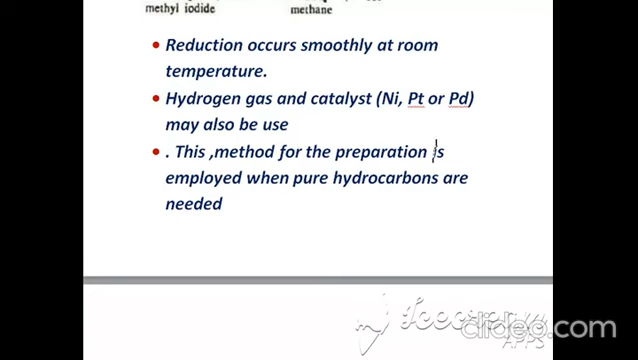 methyl iodide methane
• Reduction occurs smoothly at room
temperature.
• Hydrogen gas and catalyst (Ni, Pt or Pd)
may also be use
• . This ,method for the preparation is
employed when pure hydrocarbons are
needed
clideo.com
APPS